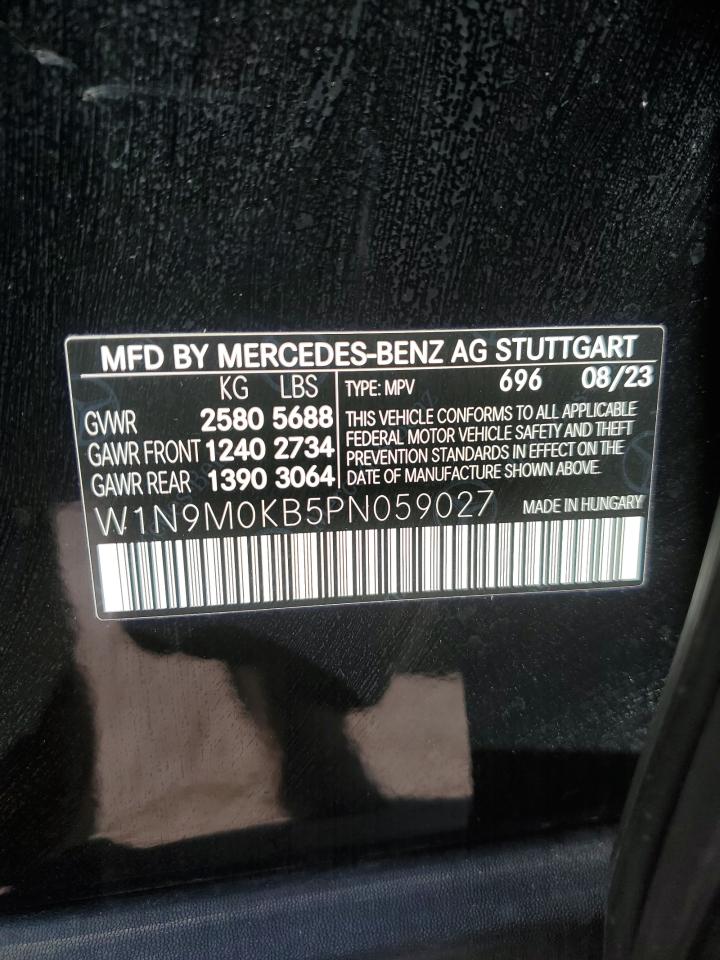 MFD BY MERCEDES-BENZ AG STUTTGART
KG LBS
GVWR 2580 5688
GAWR FRONT 1240 2734
GAWR REAR 1390 3064
TYPE: MPV 696 08/23
THIS VEHICLE CONFORMS TO ALL APPLICABLE
FEDERAL MOTOR VEHICLE SAFETY AND THEFT
PREVENTION STANDARDS IN EFFECT ON THE
DATE OF MANUFACTURE SHOWN ABOVE.
W1N9M0KB5PN059027 MADE IN HUNGARY